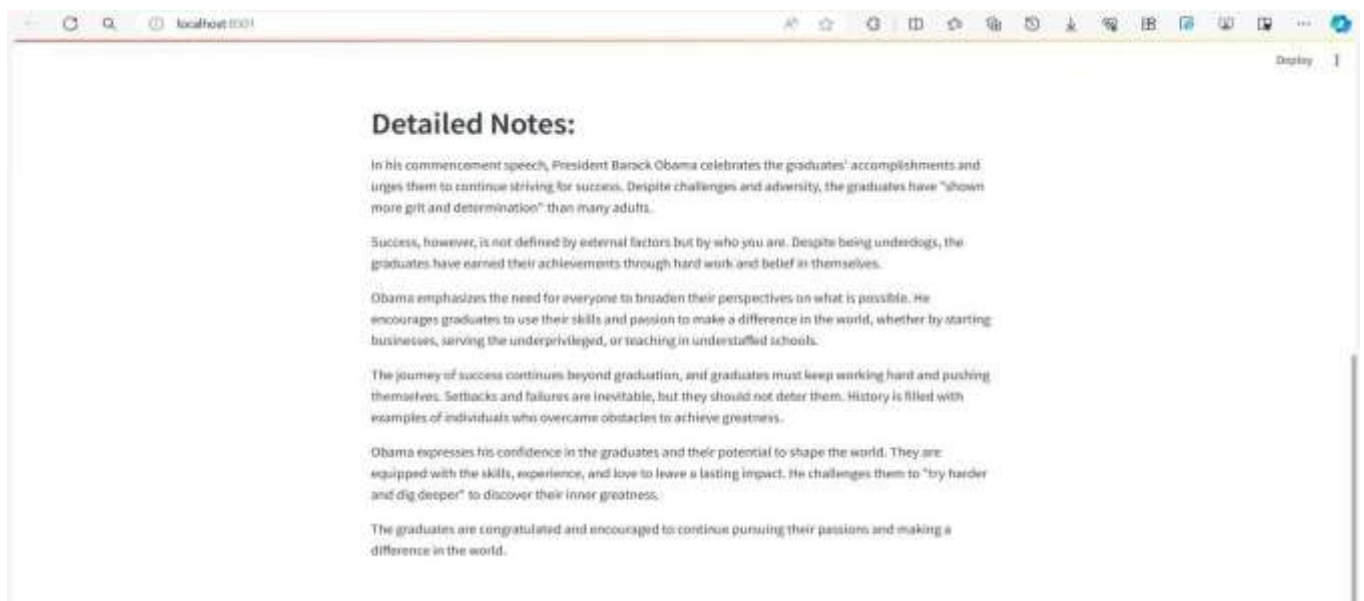 localhost:8501
Deploy
Detailed Notes:
In his commencement speech, President Barack Obama celebrates the graduates' accomplishments and
urges them to continue striving for success. Despite challenges and adversity, the graduates have "shown
more grit and determination" than many adults.
Success, however, is not defined by external factors but by who you are. Despite being underdogs, the
graduates have earned their achievements through hard work and belief in themselves.
Obama emphasizes the need for everyone to broaden their perspectives on what is possible. He
encourages graduates to use their skills and passion to make a difference in the world, whether by starting
businesses, serving the underprivileged, or teaching in understaffed schools.
The journey of success continues beyond graduation, and graduates must keep working hard and pushing
themselves. Setbacks and failures are inevitable, but they should not deter them. History is filled with
examples of individuals who overcame obstacles to achieve greatness.
Obama expresses his confidence in the graduates and their potential to shape the world. They are
equipped with the skills, experience, and love to leave a lasting impact. He challenges them to "try harder
and dig deeper" to discover their inner greatness.
The graduates are congratulated and encouraged to continue pursuing their passions and making a
difference in the world.